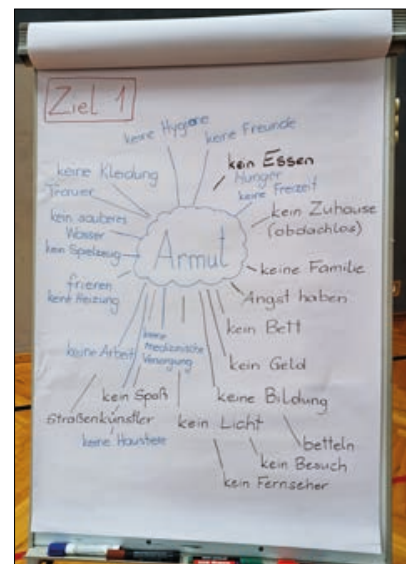 Ziel 1
keine Hygiene
keine Freunde
kein Essen
Hunger
keine Freizeit
keine Kleidung
Trauer
kein Zuhause
(obdachlos)
kein sauberes
Wasser
kein Spielzeug
Armut
keine Familie
frieren
keine Heizung
Angst haben
kein Bett
keine Arbeit
keine
medizinische
Versorgung
kein Geld
kein Spaß
keine Bildung
Straßenkünstler
kein Licht
keine Haustiere
betteln
kein Besuch
kein Fernseher